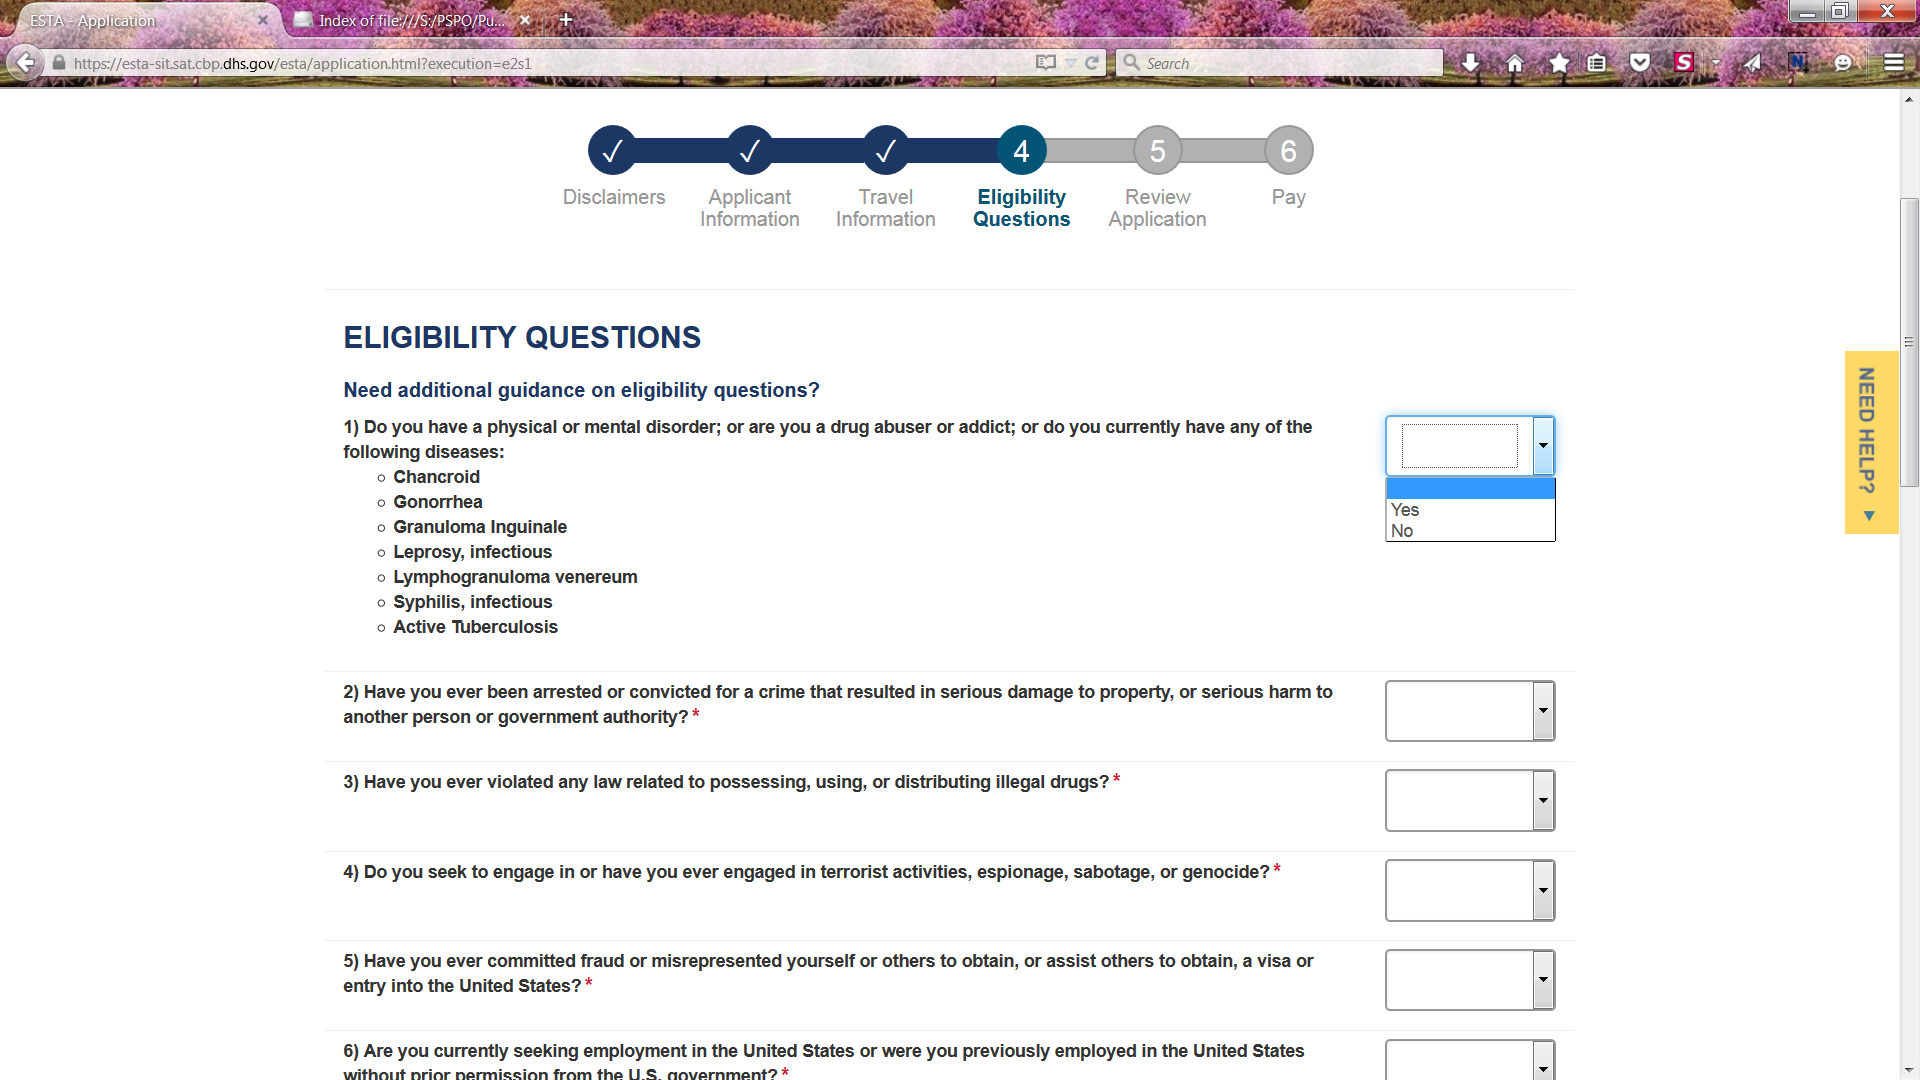 ESTA - Application
Index of file:///S:/PSPO/Pu...
https://esta-sit.sat.cbp.dhs.gov/esta/application.html?execution=e2s1
Search
S
N
✓ ✓ ✓ 4 5 6
Disclaimers
Applicant
Information
Travel
Information
Eligibility
Questions
Review
Application
Pay
ELIGIBILITY QUESTIONS
Need additional guidance on eligibility questions?
1) Do you have a physical or mental disorder; or are you a drug abuser or addict; or do you currently have any of the
following diseases:
Chancroid
Gonorrhea
Granuloma Inguinale
Leprosy, infectious
Lymphogranuloma venereum
Syphilis, infectious
Active Tuberculosis
Yes
No
2) Have you ever been arrested or convicted for a crime that resulted in serious damage to property, or serious harm to
another person or government authority? *
3) Have you ever violated any law related to possessing, using, or distributing illegal drugs? *
4) Do you seek to engage in or have you ever engaged in terrorist activities, espionage, sabotage, or genocide? *
5) Have you ever committed fraud or misrepresented yourself or others to obtain, or assist others to obtain, a visa or
entry into the United States? *
6) Are you currently seeking employment in the United States or were you previously employed in the United States
without prior permission from the U.S. government? *
NEED HELP?